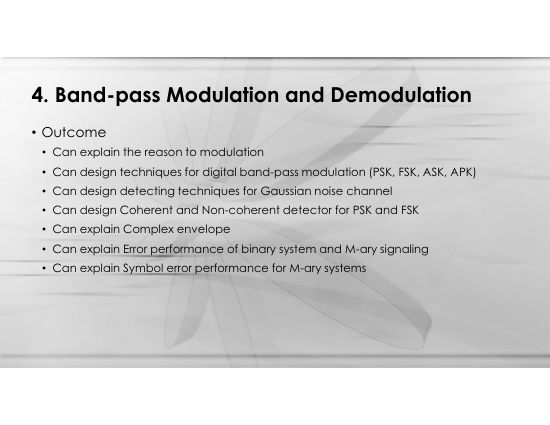 4. Band-pass Modulation and Demodulation
• Outcome
• Can explain the reason to modulation
• Can design techniques for digital band-pass modulation (PSK, FSK, ASK, APK)
• Can design detecting techniques for Gaussian noise channel
• Can design Coherent and Non-coherent detector for PSK and FSK
• Can explain Complex envelope
• Can explain Error performance of binary system and M-ary signaling
• Can explain Symbol error performance for M-ary systems